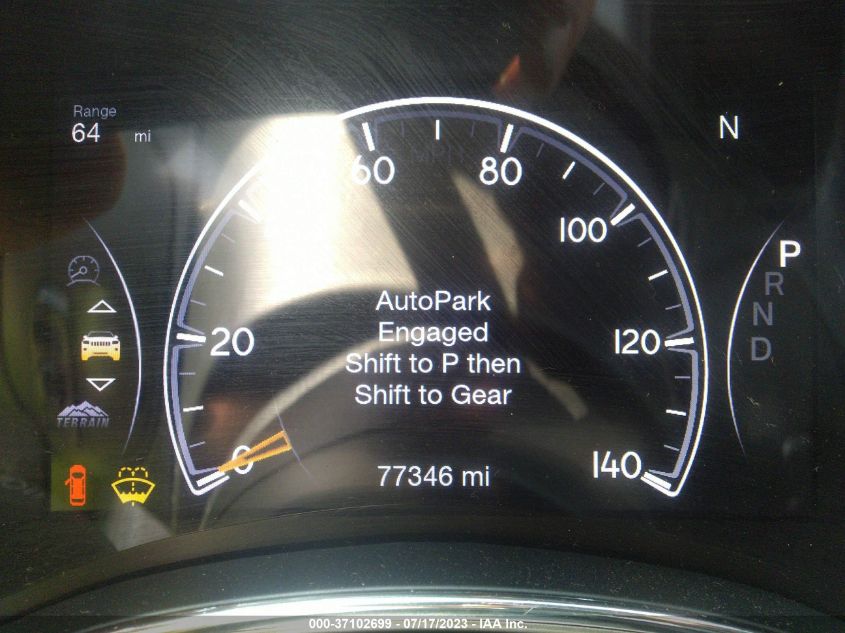 Range
64 mi
N
60
MPH
80
100
P
R
N
D
AutoPark
Engaged
Shift to P then
Shift to Gear
20
120
TERRAIN
0
140
77346 mi
000-37102699 - 07/17/2023 - IAA Inc.